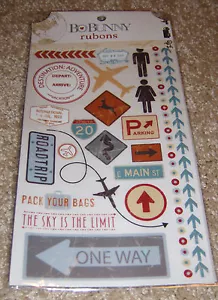 BoBUNNY
rubons
DESTINATION: ADVENTURE
DEPART:
ARRIVE:
20
P
PARKING
ROADTRIP
E MAIN ST
PACK YOUR BAGS
THE SKY IS THE LIMIT
ONE WAY